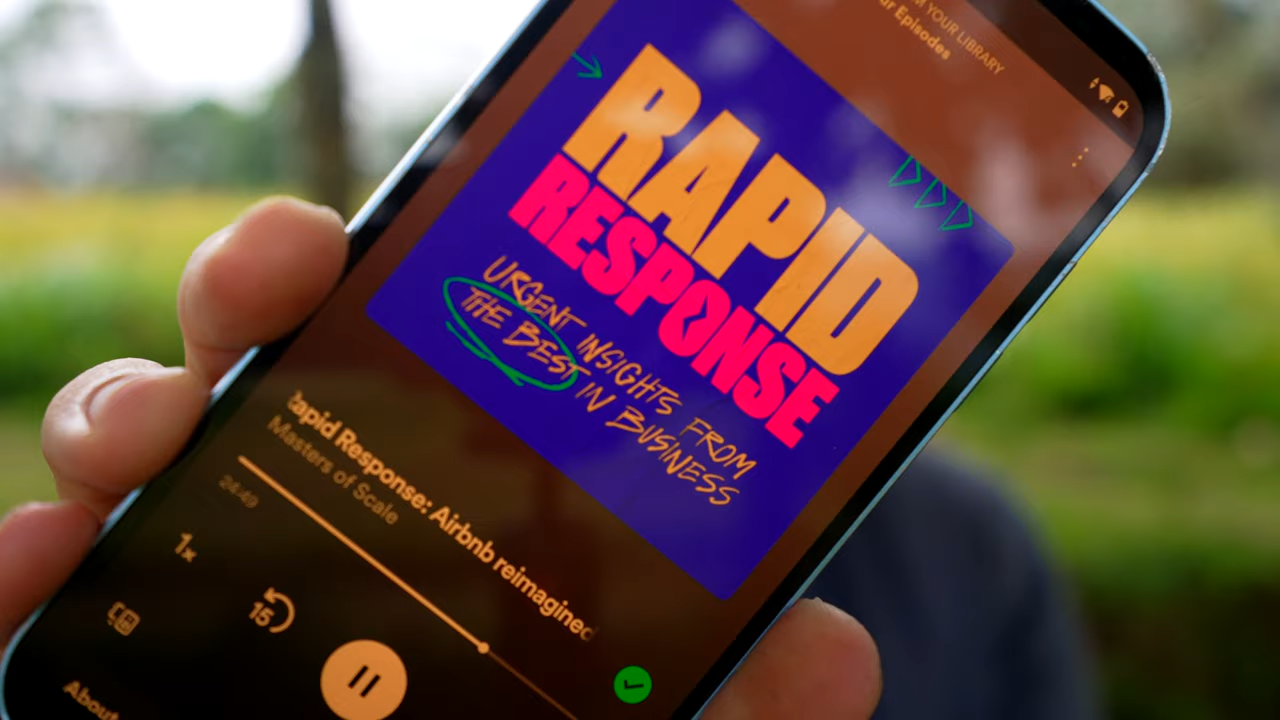 YOUR LIBRARY
Episodes
RAPID
RESPONSE
URGENT INSIGHTS FROM
THE BEST IN BUSINESS
Rapid Response: Airbnb reimagined
Masters of Scale
24:49
1x
15
About